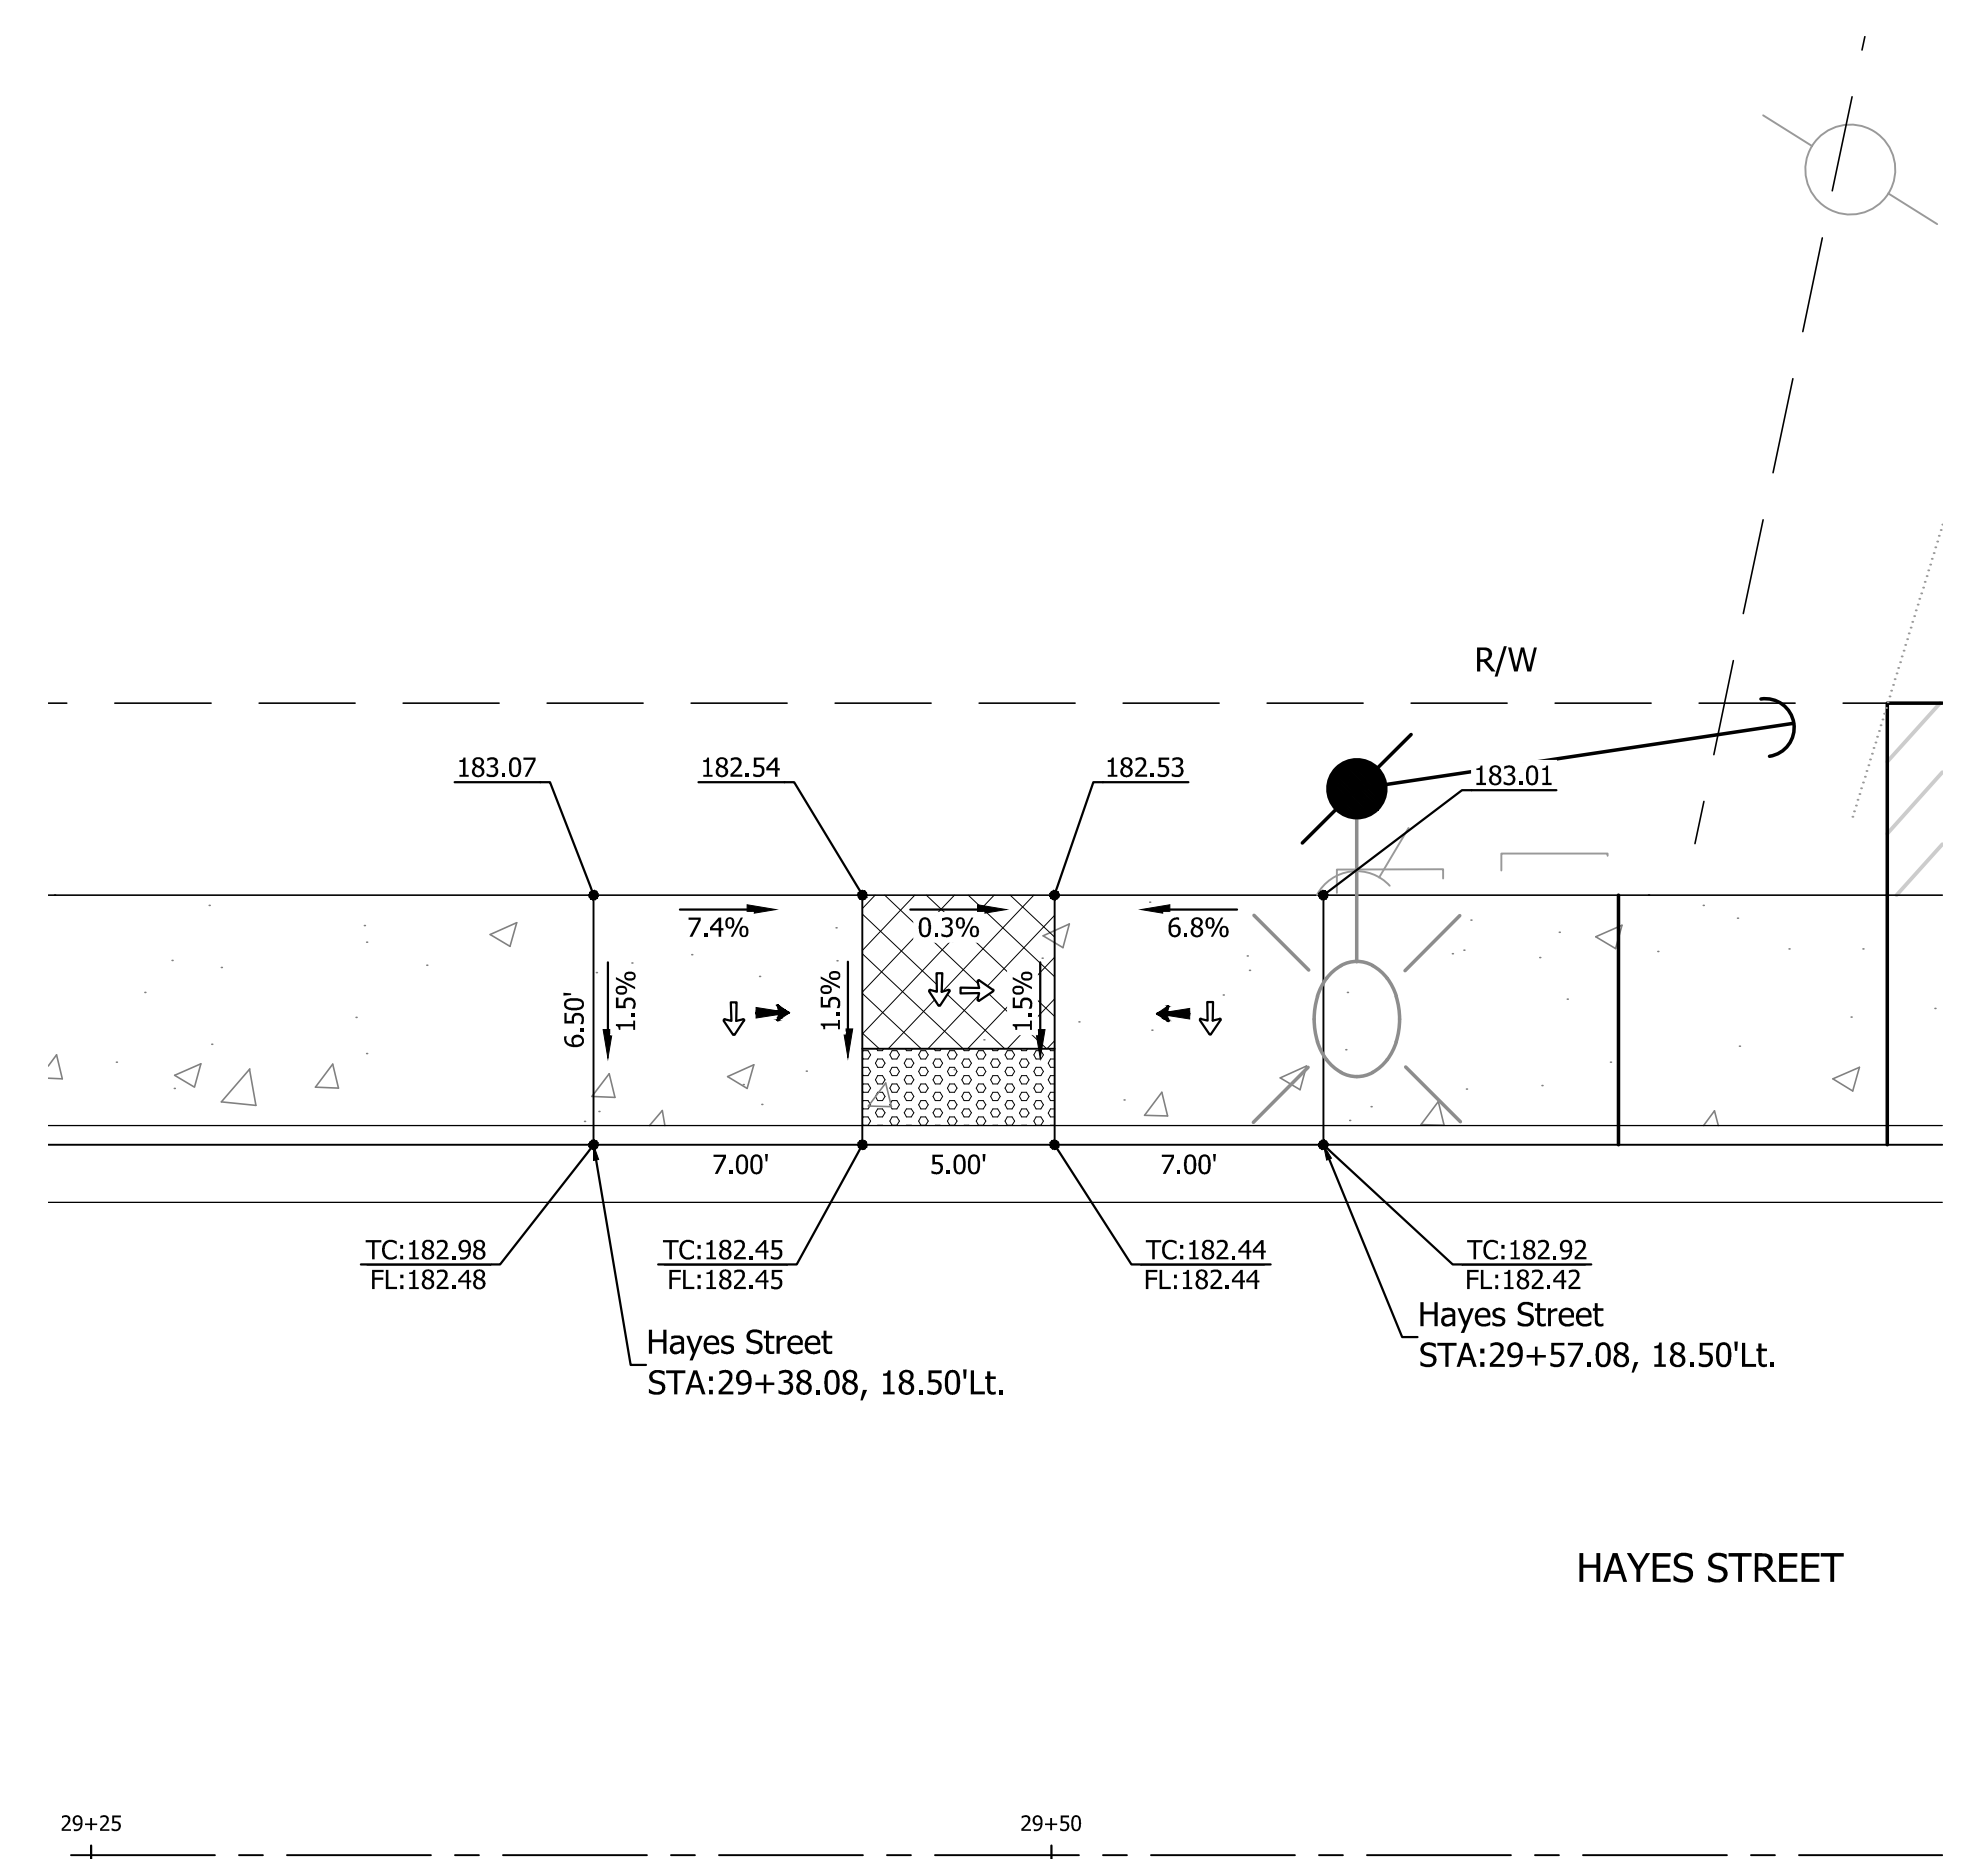 R/W
183.07
182.54
182.53
183.01
7.4%
0.3%
6.8%
6.50'
1.5%
1.5%
1.5%
7.00'
5.00'
7.00'
TC:182.98
FL:182.48
TC:182.45
FL:182.45
TC:182.44
FL:182.44
TC:182.92
FL:182.42
Hayes Street
STA:29+38.08, 18.50'Lt.
Hayes Street
STA:29+57.08, 18.50'Lt.
HAYES STREET
29+25
29+50